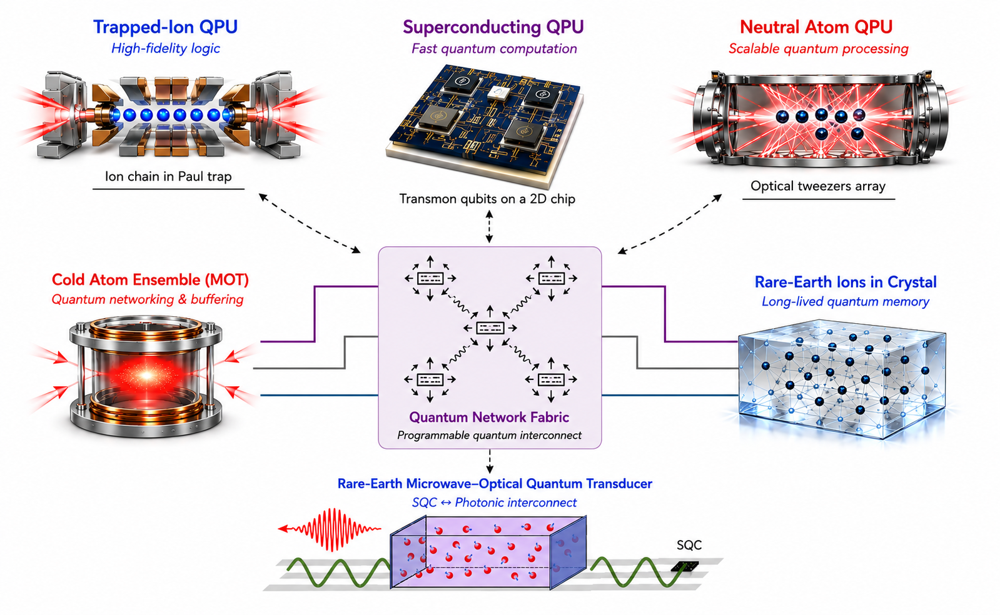 Trapped-Ion QPU
High-fidelity logic
Ion chain in Paul trap
Superconducting QPU
Fast quantum computation
Transmon qubits on a 2D chip
Neutral Atom QPU
Scalable quantum processing
Optical tweezers array
Cold Atom Ensemble (MOT)
Quantum networking & buffering
Quantum Network Fabric
Programmable quantum interconnect
Rare-Earth Ions in Crystal
Long-lived quantum memory
Rare-Earth Microwave–Optical Quantum Transducer
SQC ↔ Photonic interconnect
SQC